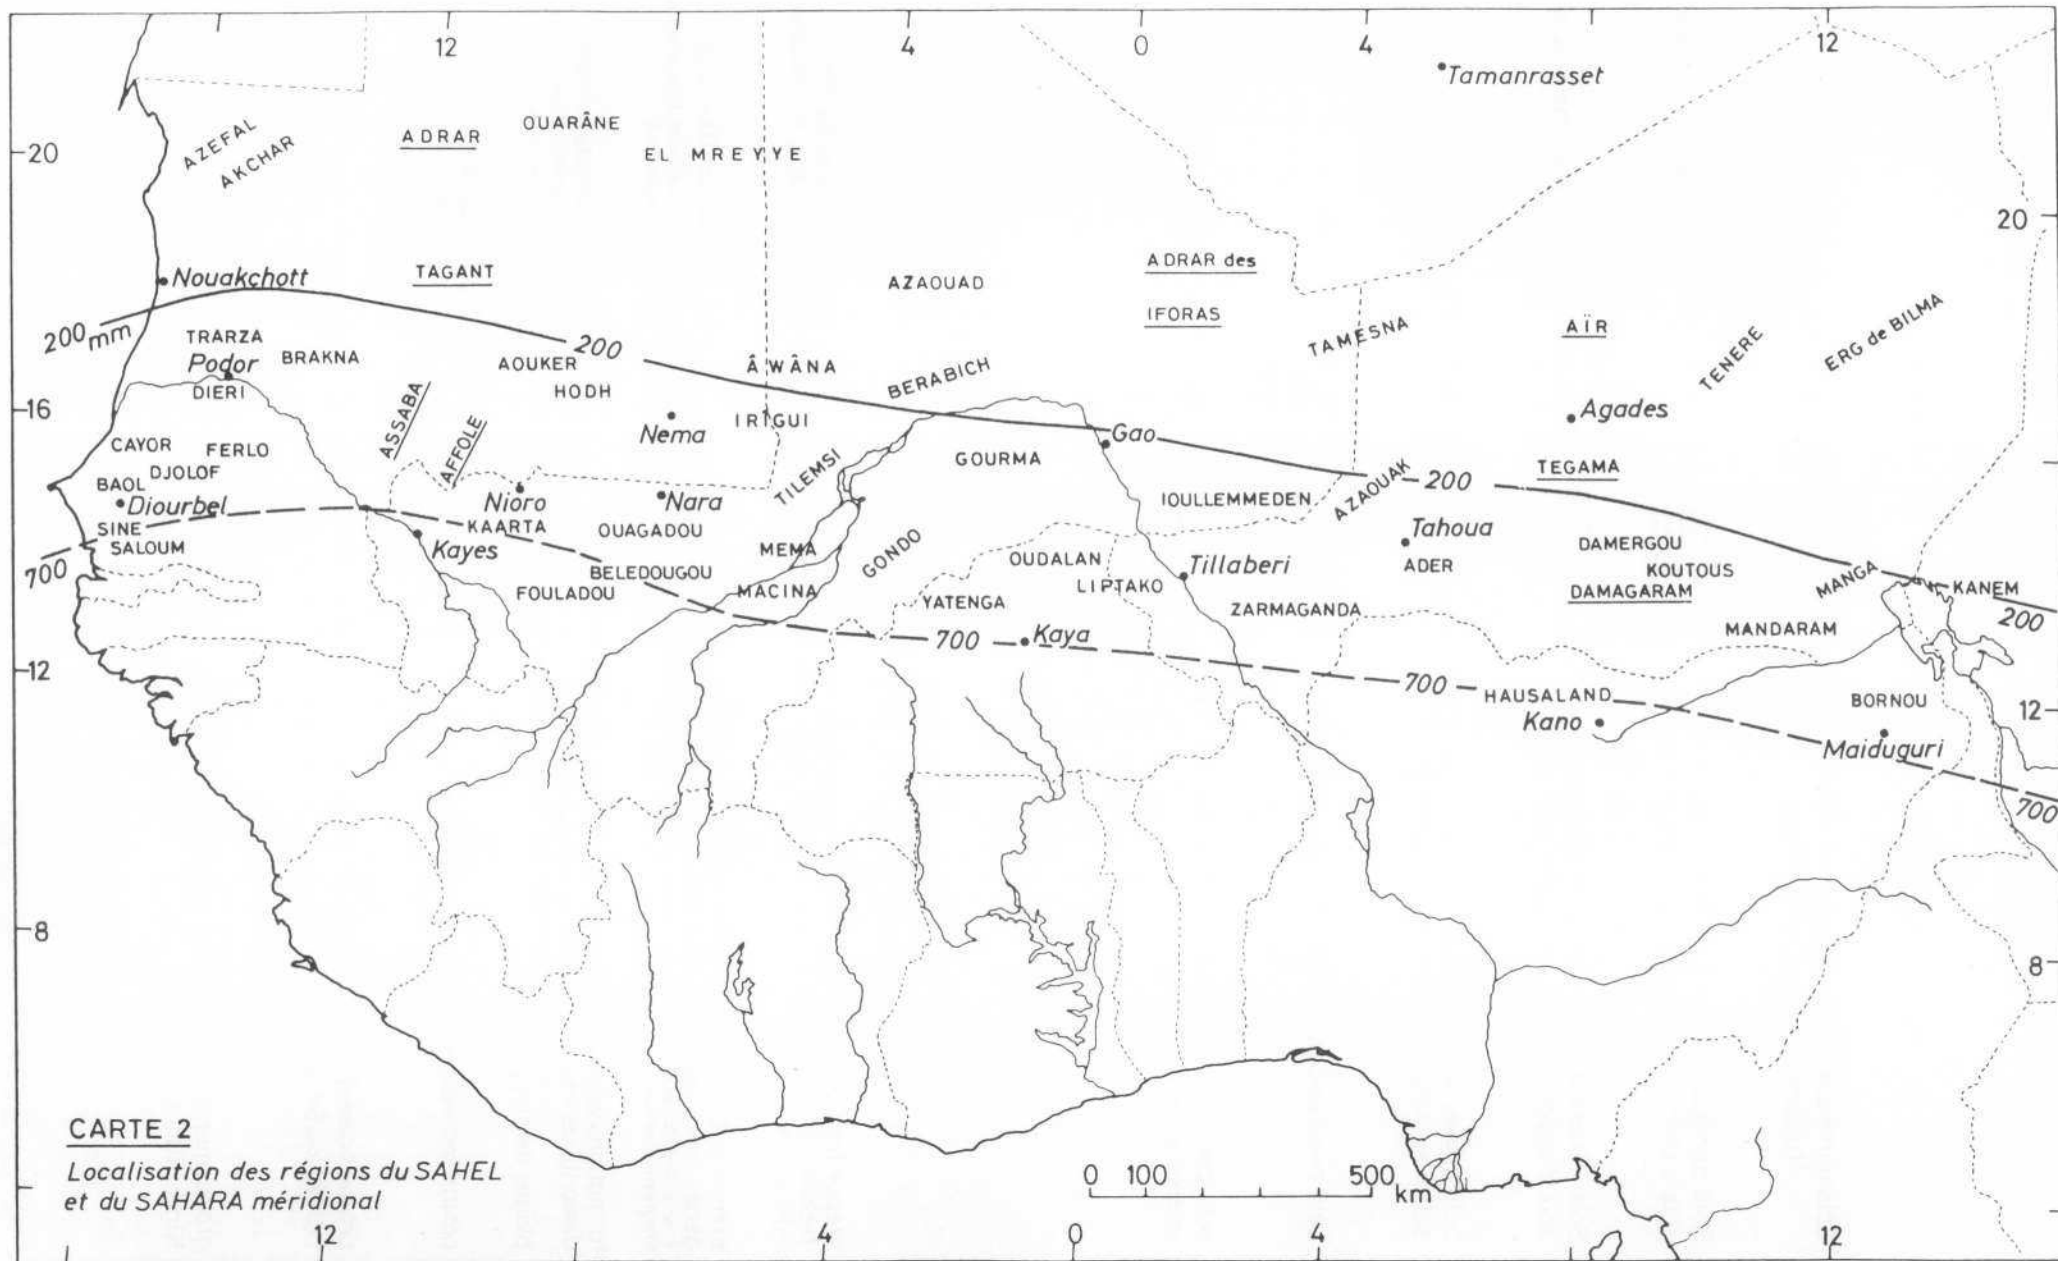 12
4
0
4
12
Tamanrasset
AZEFAL
AKCHAR
ADRAR
OUARÂNE
EL MREYYE
20
20
Nouakchott
TAGANT
AZAOUAD
ADRAR des
IFORAS
TAMESNA
AÏR
TENERE
ERG de BILMA
200 mm
200
TRARZA
Podor
DIERI
BRAKNA
AOUKER
HODH
ÂWÂNA
BERABICH
16
ASSABA
AFFOLE
Nema
IRIGUI
Agades
CAYOR
FERLO
DJOLOF
BAOL
Diourbel
SINE
SALOUM
Nioro
Nara
TILEMSI
GOURMA
Gao
IOULLEMMEDEN
AZAOUAK
200
TEGAMA
700
KAARTA
Kayes
OUAGADOU
MEMA
GONDO
OUDALAN
LIPTAKO
Tillaberi
Tahoua
ADER
DAMERGOU
KOUTOUS
DAMAGARAM
MANGA
KANEM
200
FOULADOU
BELEDOUGOU
MACINA
YATENGA
ZARMAGANDA
MANDARAM
700
Kaya
12
700
HAUSALAND
Kano
BORNOU
12
Maiduguri
700
8
8
CARTE 2
Localisation des régions du SAHEL
et du SAHARA méridional
0 100 500 km
12
4
0
4
12